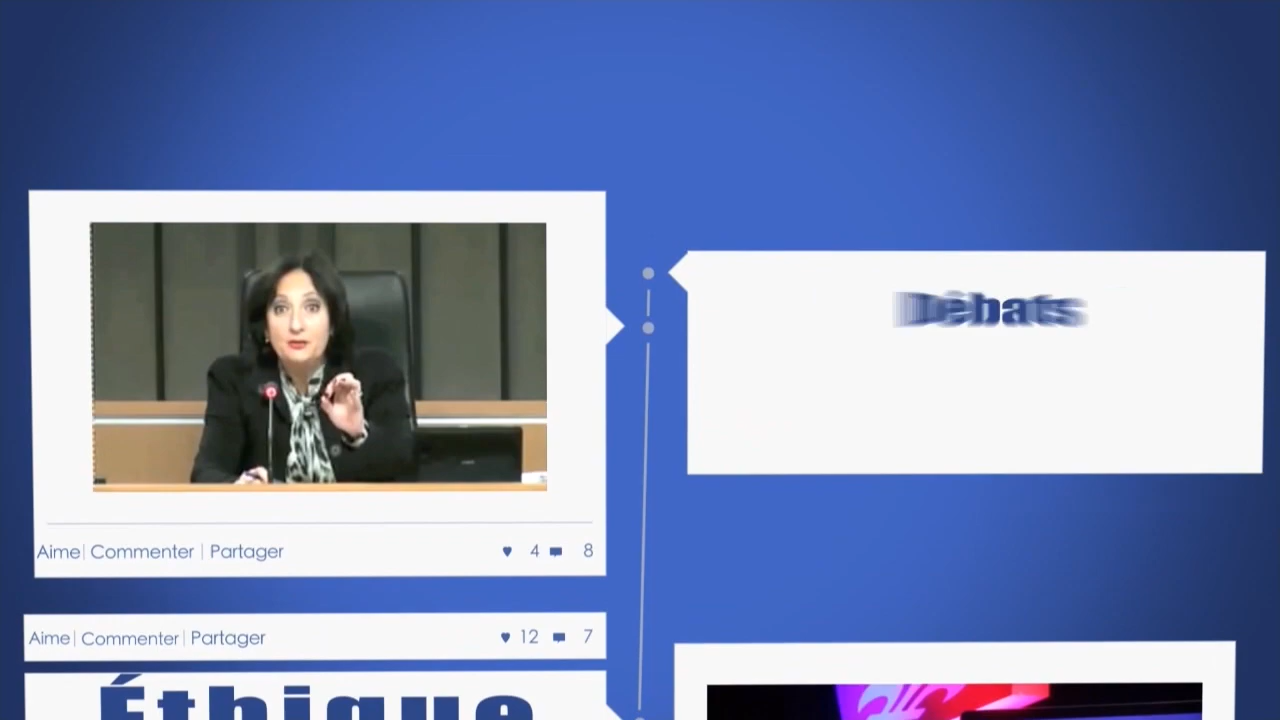 Débats
Aime | Commenter | Partager 4 8
Aime | Commenter | Partager 12 7
Éthique